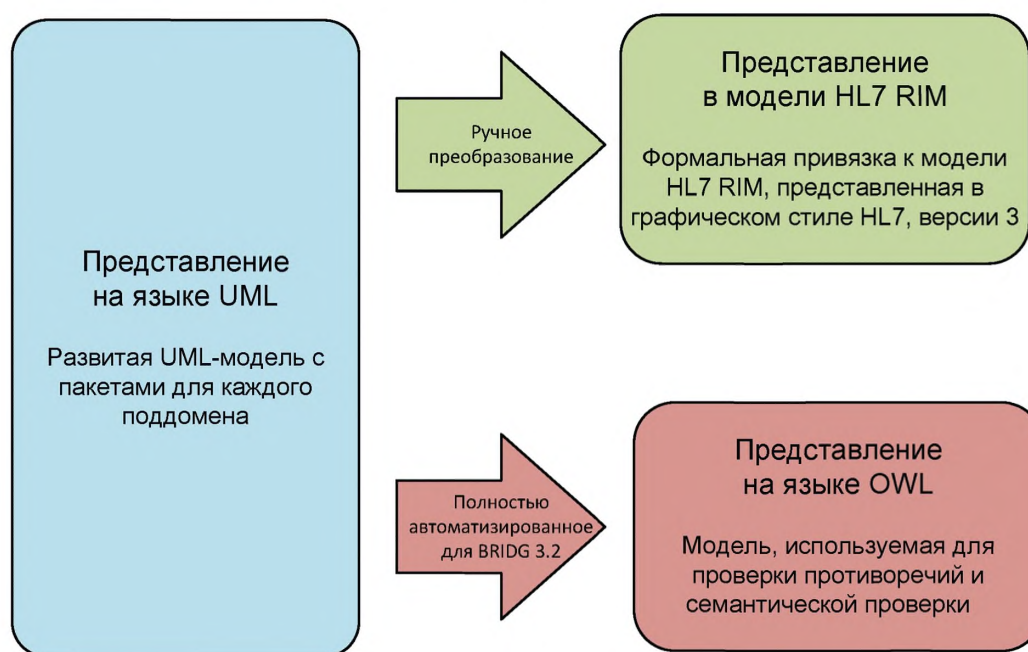 Представление
на языке UML
Развитая UML-модель с
пакетами для каждого
поддомена
Ручное
преобразование
Представление
в модели HL7 RIM
Формальная привязка к модели
HL7 RIM, представленная в
графическом стиле HL7, версии 3
Полностью
автоматизированное
для BRIDG 3.2
Представление
на языке OWL
Модель, используемая для
проверки противоречий и
семантической проверки